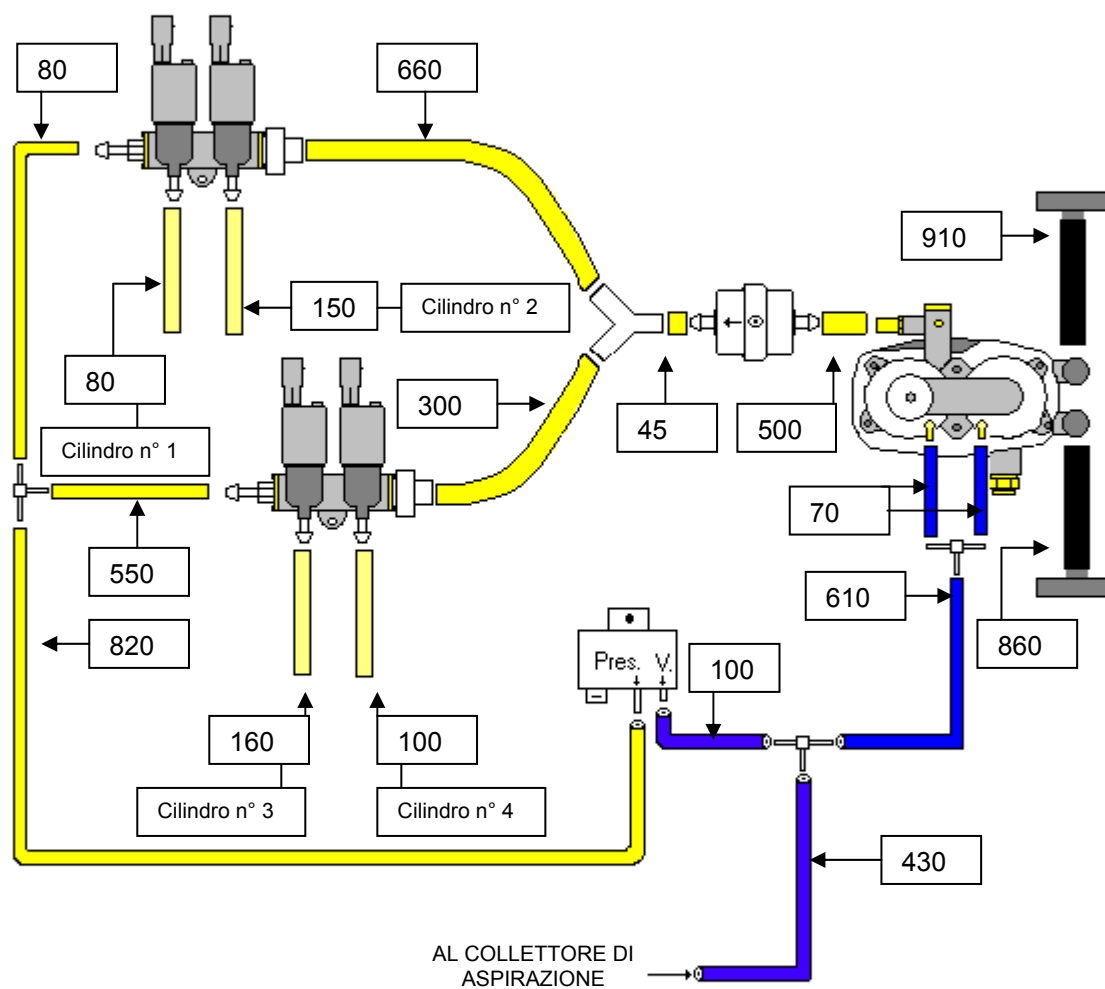 80
660
910
150
Cilindro n° 2
80
300
45
500
Cilindro n° 1
70
550
610
820
Pres. V.
100
860
160
100
Cilindro n° 3
Cilindro n° 4
430
AL COLLETTORE DI
ASPIRAZIONE